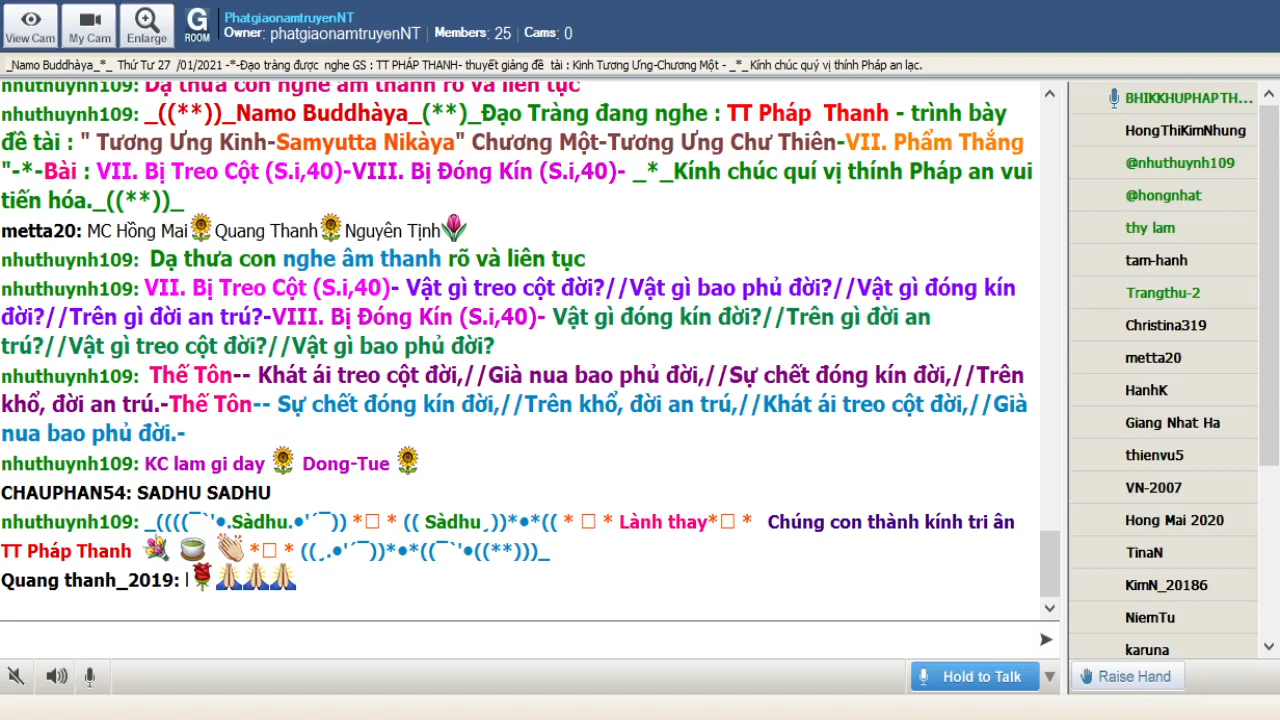 View Cam
My Cam
Enlarge
G
ROOM
PhatgiaonamtruyenNT
Owner: phatgiaonamtruyenNT | Members: 25 | Cams: 0
_Namo Buddhàya_*_ Thứ Tư 27 /01/2021 -*-Đạo tràng được nghe GS : TT PHÁP THANH- thuyết giảng đề tài : Kinh Tương Ưng-Chương Một - _*_Kính chúc quý vị thính Pháp an lạc.
nhuthuynh109: Dạ thưa con nghe âm thanh rõ và liên tục
nhuthuynh109: _((**))_Namo Buddhàya_(**)_Đạo Tràng đang nghe : TT Pháp Thanh - trình bày
đề tài : " Tương Ưng Kinh-Samyutta Nikàya" Chương Một-Tương Ưng Chư Thiên-VII. Phẩm Thắng
"-*-Bài : VII. Bị Treo Cột (S.i,40)-VIII. Bị Đóng Kín (S.i,40)- _*_Kính chúc quí vị thính Pháp an vui
tiến hóa._((**))_
metta20: MC Hồng Mai🌻Quang Thanh🌻Nguyên Tịnh🌷
nhuthuynh109: Dạ thưa con nghe âm thanh rõ và liên tục
nhuthuynh109: VII. Bị Treo Cột (S.i,40)- Vật gì treo cột đời?//Vật gì bao phủ đời?//Vật gì đóng kín
đời?//Trên gì đời an trú?-VIII. Bị Đóng Kín (S.i,40)- Vật gì đóng kín đời?//Trên gì đời an
trú?//Vật gì treo cột đời?//Vật gì bao phủ đời?
nhuthuynh109: Thế Tôn-- Khát ái treo cột đời,//Già nua bao phủ đời,//Sự chết đóng kín đời,//Trên
khổ, đời an trú.-Thế Tôn-- Sự chết đóng kín đời,//Trên khổ, đời an trú,//Khát ái treo cột đời,//Già
nua bao phủ đời.-
nhuthuynh109: KC lam gi day 🌻 Dong-Tue 🌻
CHAUPHAN54: SADHU SADHU
nhuthuynh109: _((((¯`'•.Sàdhu.•'´¯)) *□ * (( Sàdhu¸))*•*(( * □ * Lành thay*□ * Chúng con thành kính tri ân
TT Pháp Thanh 💐 🍵 👏 *□ * ((¸.•'´¯))*•*((¯`'•((**)))_
Quang thanh_2019: l🌹🙏🙏🙏
BHIKKHUPHAPTH...
HongThiKimNhung
@nhuthuynh109
@hongnhat
thy lam
tam-hanh
Trangthu-2
Christina319
metta20
HanhK
Giang Nhat Ha
thienvu5
VN-2007
Hong Mai 2020
TinaN
KimN_20186
NiemTu
karuna
Hold to Talk
Raise Hand